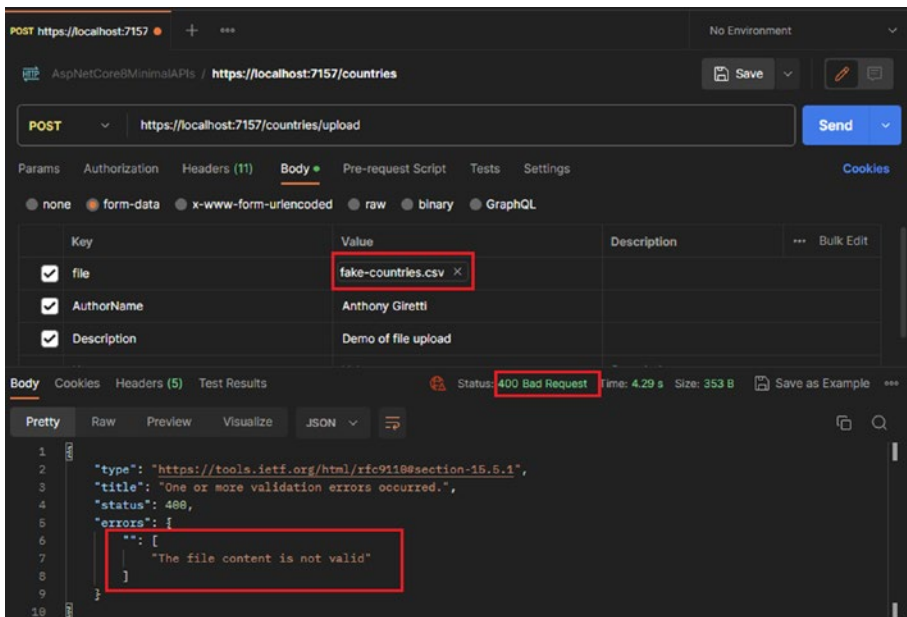 POST https://localhost:7157
No Environment
HTTP AspNetCore8MinimalAPIs / https://localhost:7157/countries Save
POST https://localhost:7157/countries/upload Send
Params Authorization Headers (11) Body Pre-request Script Tests Settings Cookies
none form-data x-www-form-urlencoded raw binary GraphQL
Key Value Description Bulk Edit
file fake-countries.csv
AuthorName Anthony Giretti
Description Demo of file upload
Body Cookies Headers (5) Test Results Status: 400 Bad Request Time: 4.29 s Size: 353 B Save as Example
Pretty Raw Preview Visualize JSON
1 {
2 "type": "https://tools.ietf.org/html/rfc9110#section-15.5.1",
3 "title": "One or more validation errors occurred.",
4 "status": 400,
5 "errors": {
6 "": [
7 "The file content is not valid"
8 ]
9 }
10 }